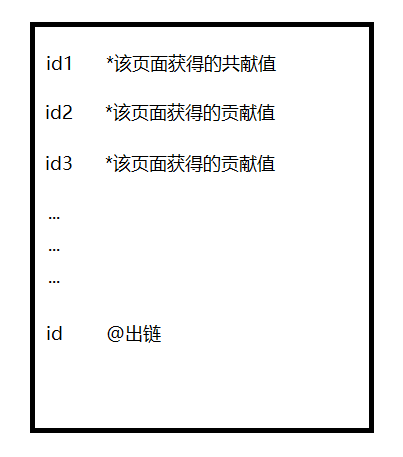 id1 *该页面获得的共献值
id2 *该页面获得的贡献值
id3 *该页面获得的贡献值
...
...
...
id @出链